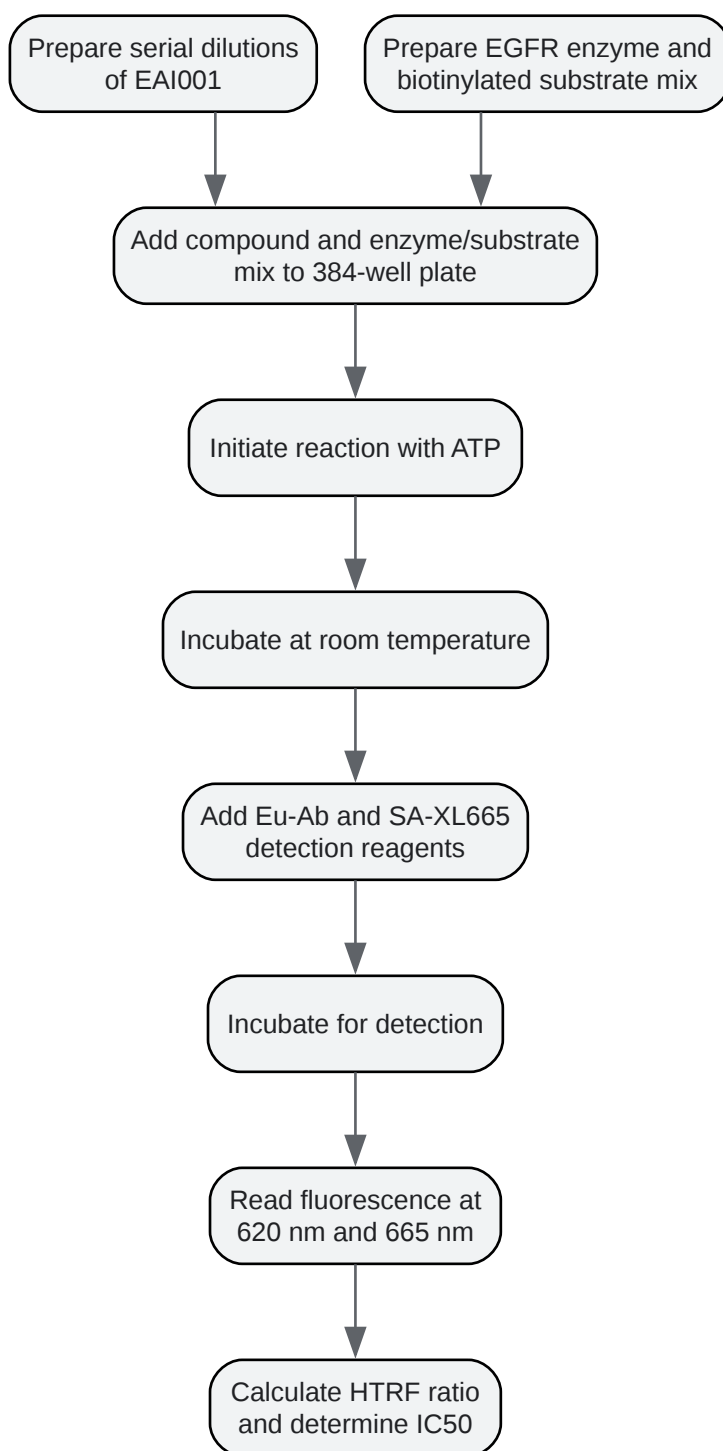 Prepare serial dilutions
of EAI001
Prepare EGFR enzyme and
biotinylated substrate mix
Add compound and enzyme/substrate
mix to 384-well plate
Initiate reaction with ATP
Incubate at room temperature
Add Eu-Ab and SA-XL665
detection reagents
Incubate for detection
Read fluorescence at
620 nm and 665 nm
Calculate HTRF ratio
and determine IC50